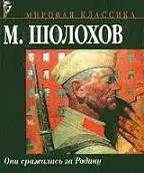 МИРОВАЯ КЛАССИКА
М. ШОЛОХОВ
Они сражались за Родину